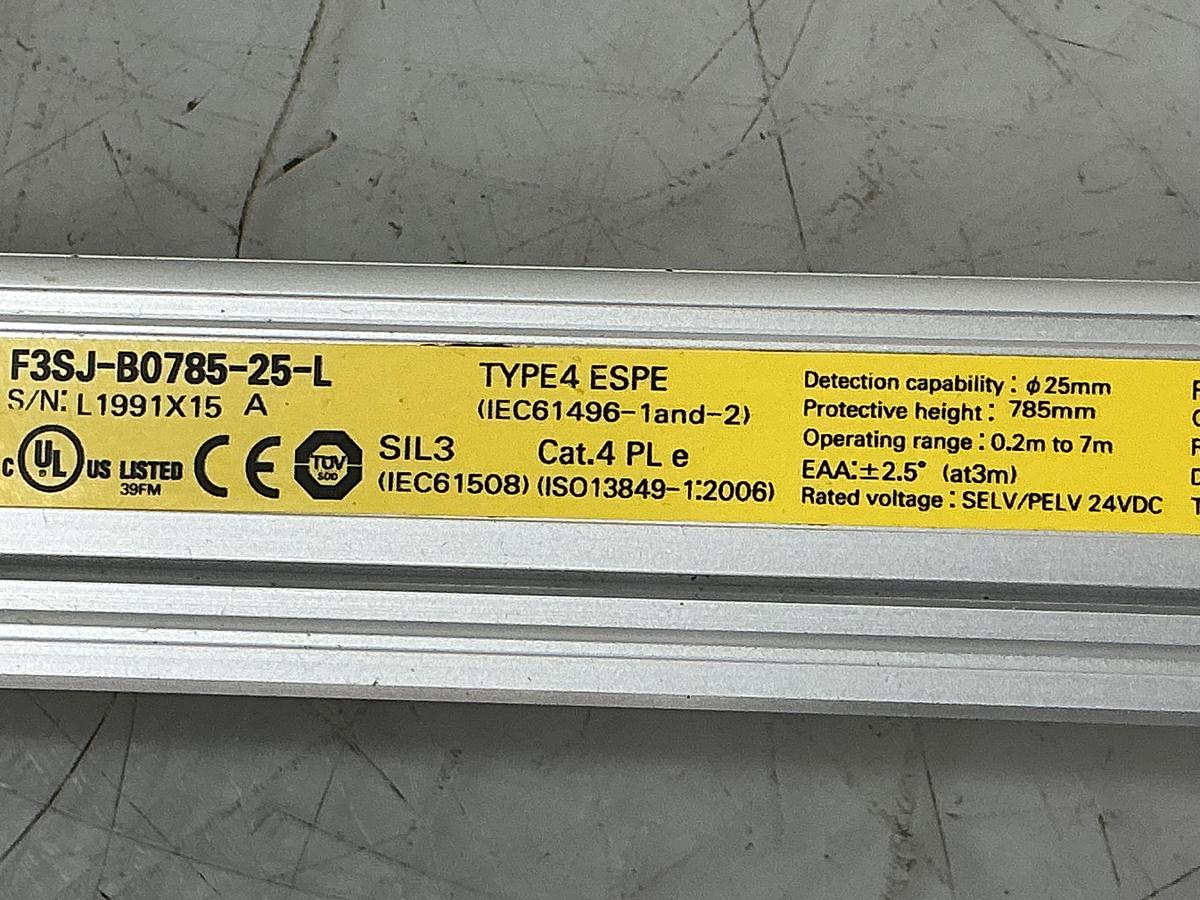 F3SJ-B0785-25-L
S/N: L1991X15 A
C UL US LISTED
39FM
CE
TÜV
SÜD
TYPE4 ESPE
(IEC61496-1and-2)
SIL3
(IEC61508)
Cat.4 PL e
(ISO13849-1:2006)
Detection capability: ϕ25mm
Protective height: 785mm
Operating range: 0.2m to 7m
EAA:±2.5° (at3m)
Rated voltage: SELV/PELV 24VDC